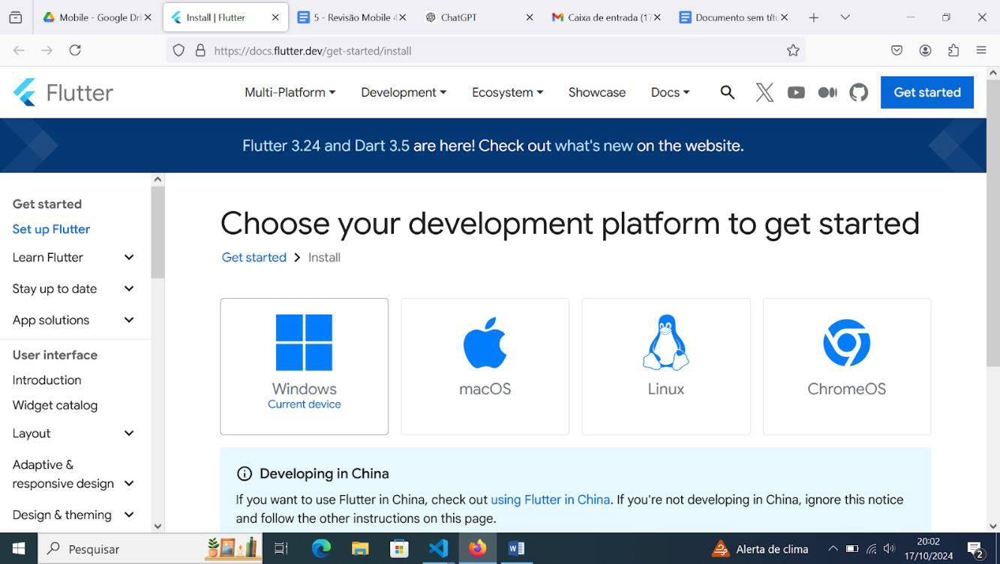 Mobile - Google Dri
Install | Flutter
5 - Revisão Mobile 4
ChatGPT
Caixa de entrada (17
Documento sem títu
https://docs.flutter.dev/get-started/install
Flutter
Multi-Platform
Development
Ecosystem
Showcase
Docs
Get started
Flutter 3.24 and Dart 3.5 are here! Check out what's new on the website.
Get started
Set up Flutter
Learn Flutter
Stay up to date
App solutions
User interface
Introduction
Widget catalog
Layout
Adaptive &
responsive design
Design & theming
Choose your development platform to get started
Get started > Install
Windows
Current device
macOS
Linux
ChromeOS
Developing in China
If you want to use Flutter in China, check out using Flutter in China. If you're not developing in China, ignore this notice
and follow the other instructions on this page.
Pesquisar
Alerta de clima
20:02
17/10/2024
2